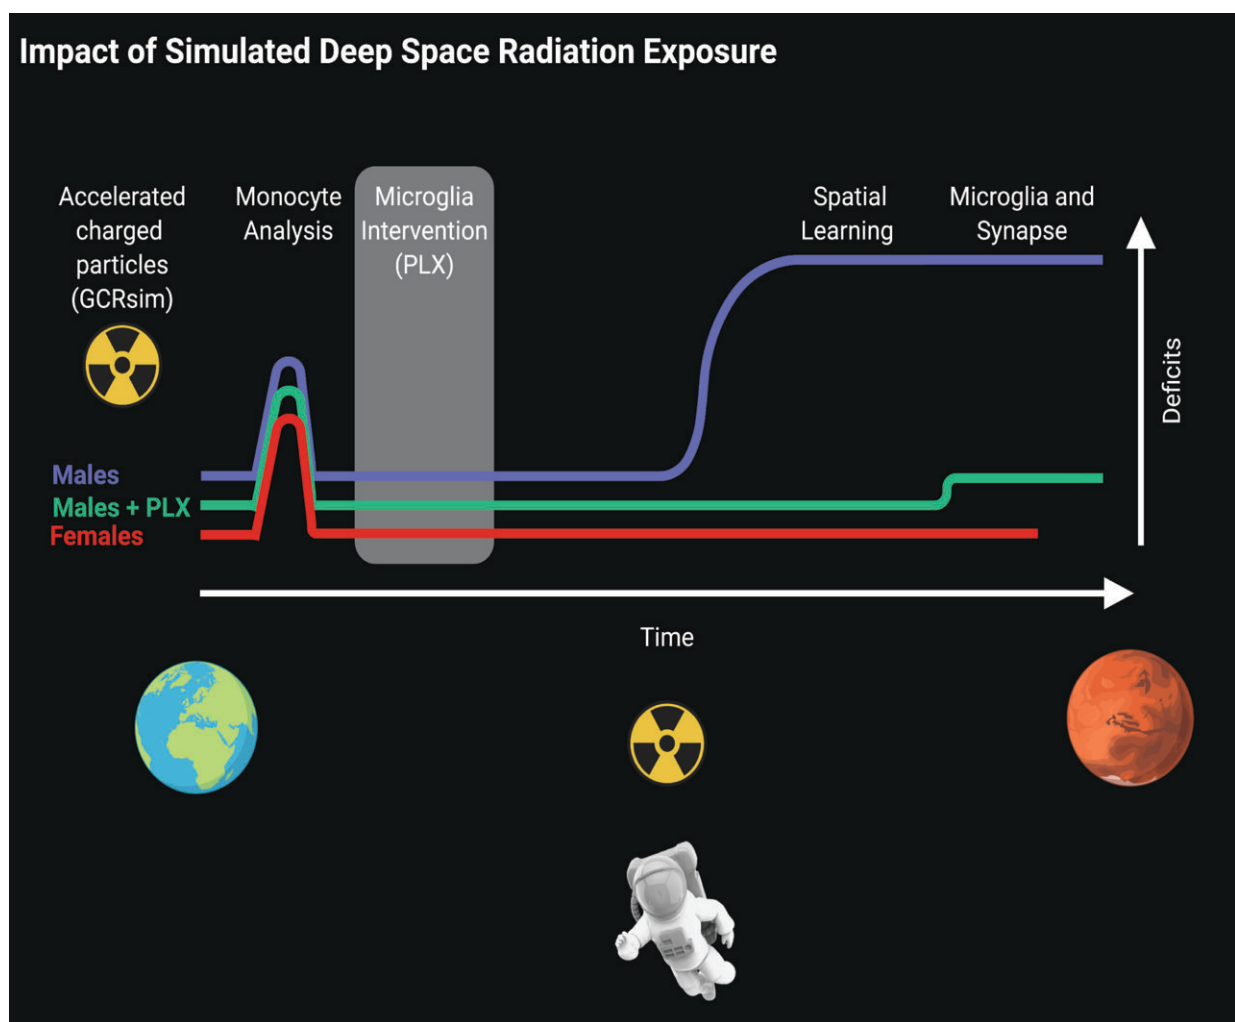 Impact of Simulated Deep Space Radiation Exposure
Accelerated
charged
particles
(GCRsim)
Monocyte
Analysis
Microglia
Intervention
(PLX)
Spatial
Learning
Microglia and
Synapse
Deficits
Males
Males + PLX
Females
Time